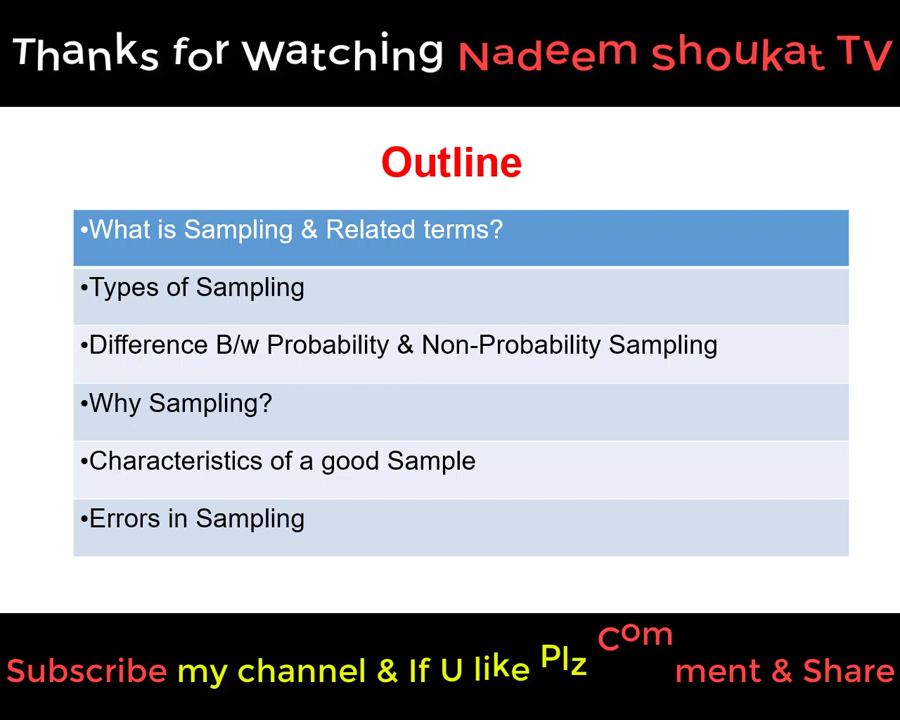 Thanks for Watching Nadeem Shoukat TV
Outline
•What is Sampling & Related terms?
•Types of Sampling
•Difference B/w Probability & Non-Probability Sampling
•Why Sampling?
•Characteristics of a good Sample
•Errors in Sampling
Subscribe my channel & If U like Plz Comment & Share